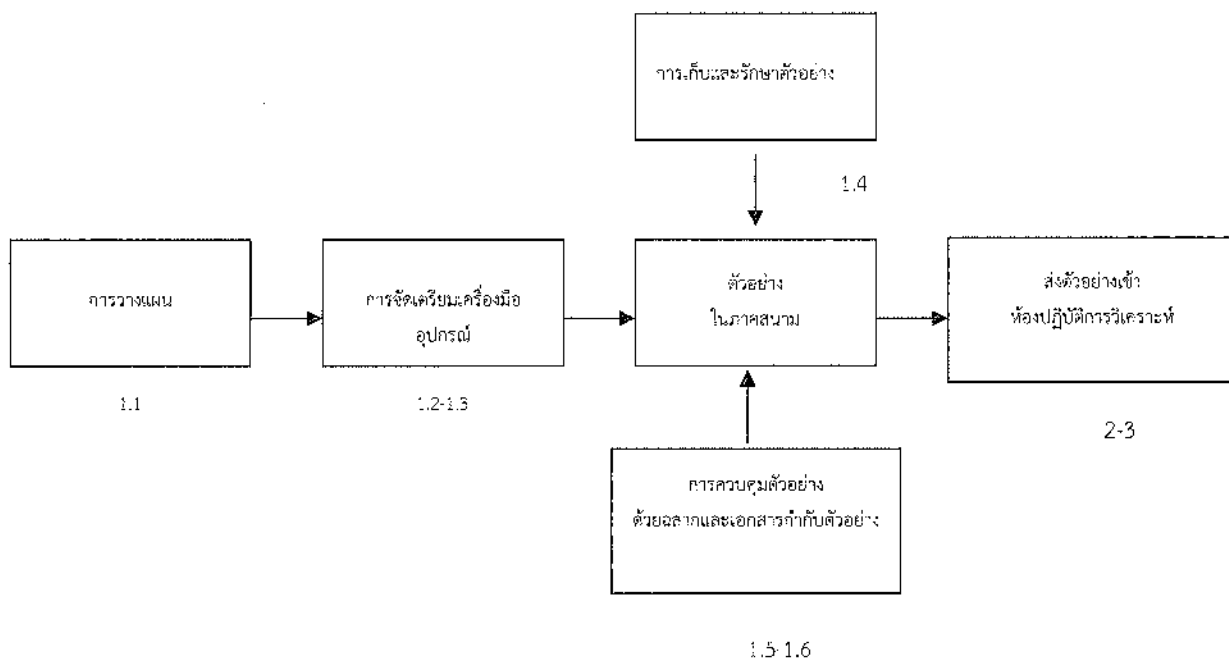 การเก็บและรักษาตัวอย่าง
1.4
การวางแผน
1.1
การจัดเตรียมเครื่องมือ
อุปกรณ์
1.2-1.3
ตัวอย่าง
ในภาคสนาม
ส่งตัวอย่างเข้า
ห้องปฏิบัติการวิเคราะห์
2-3
การควบคุมตัวอย่าง
ด้วยฉลากและเอกสารกำกับตัวอย่าง
1.5-1.6